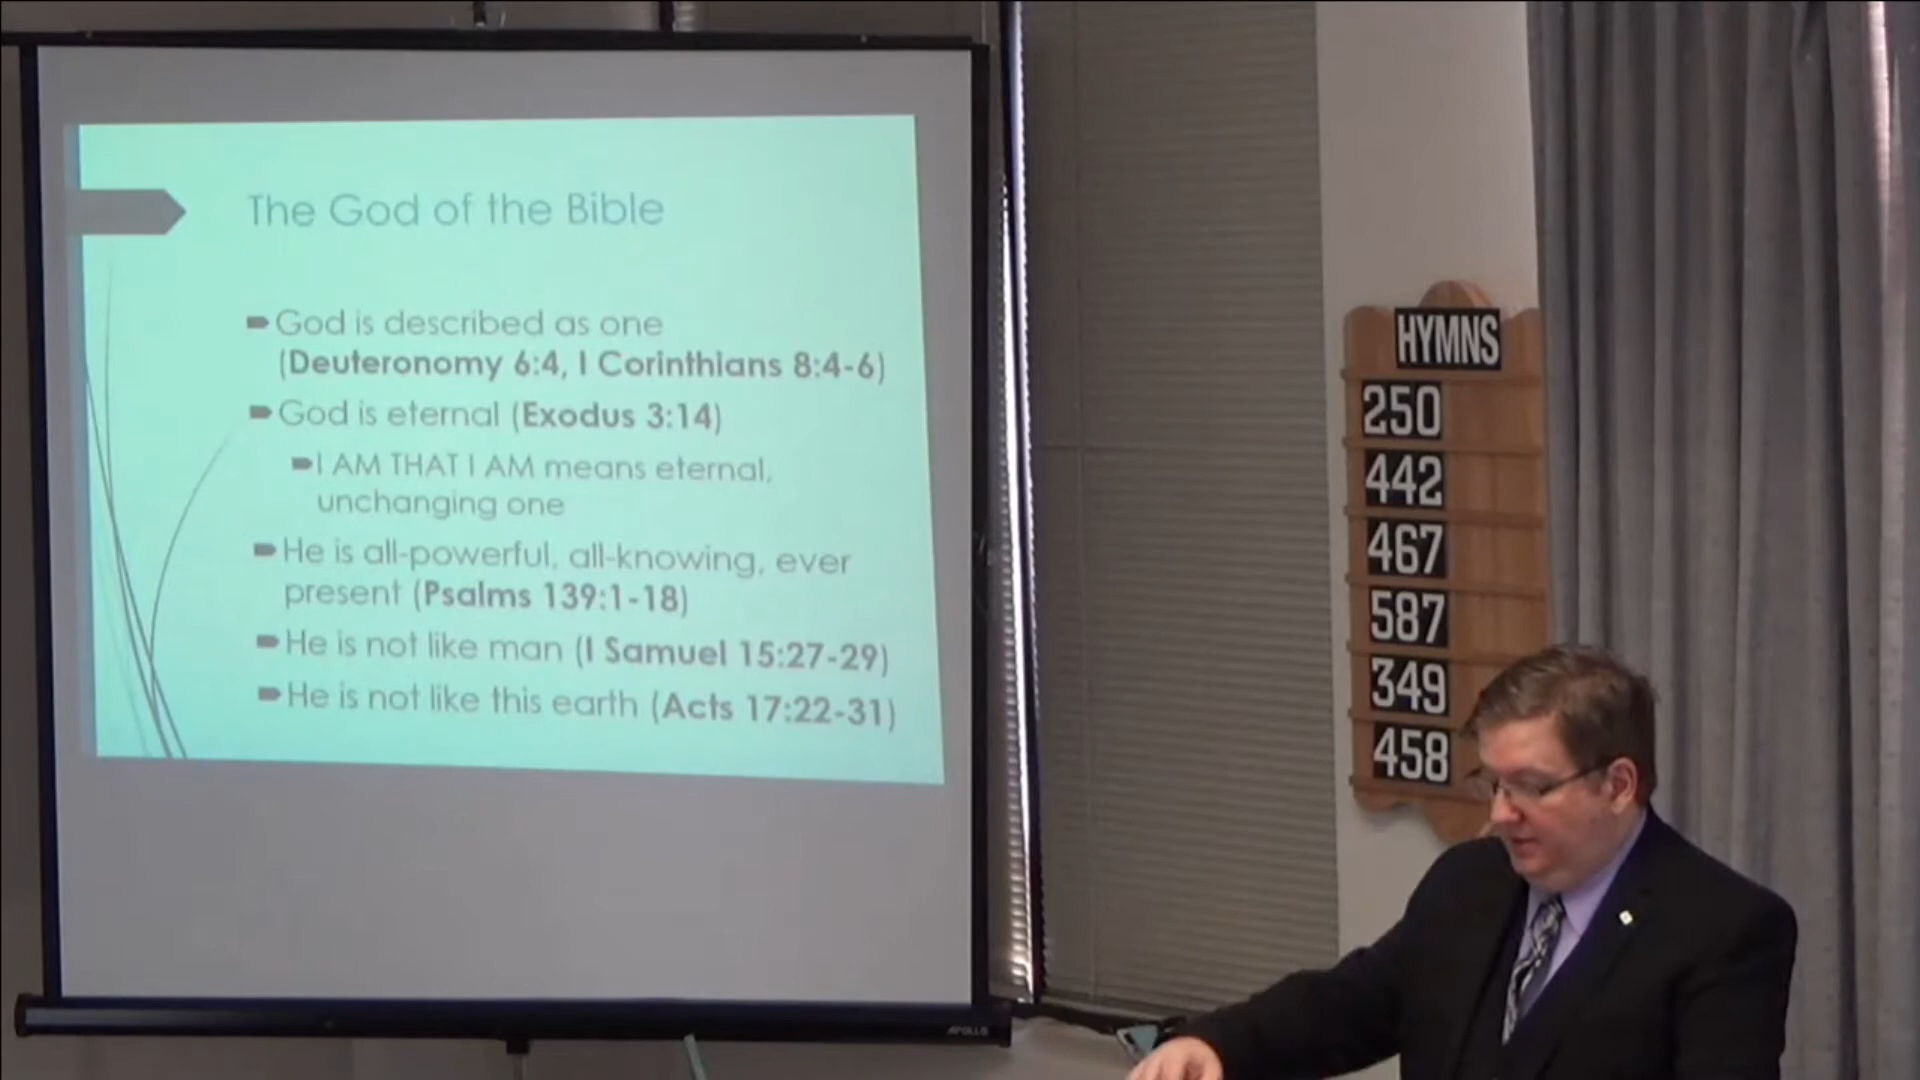 The God of the Bible
God is described as one
(Deuteronomy 6:4, I Corinthians 8:4-6)
God is eternal (Exodus 3:14)
I AM THAT I AM means eternal,
unchanging one
He is all-powerful, all-knowing, ever
present (Psalms 139:1-18)
He is not like man (I Samuel 15:27-29)
He is not like this earth (Acts 17:22-31)
APOLLO
HYMNS
250
442
467
587
349
458